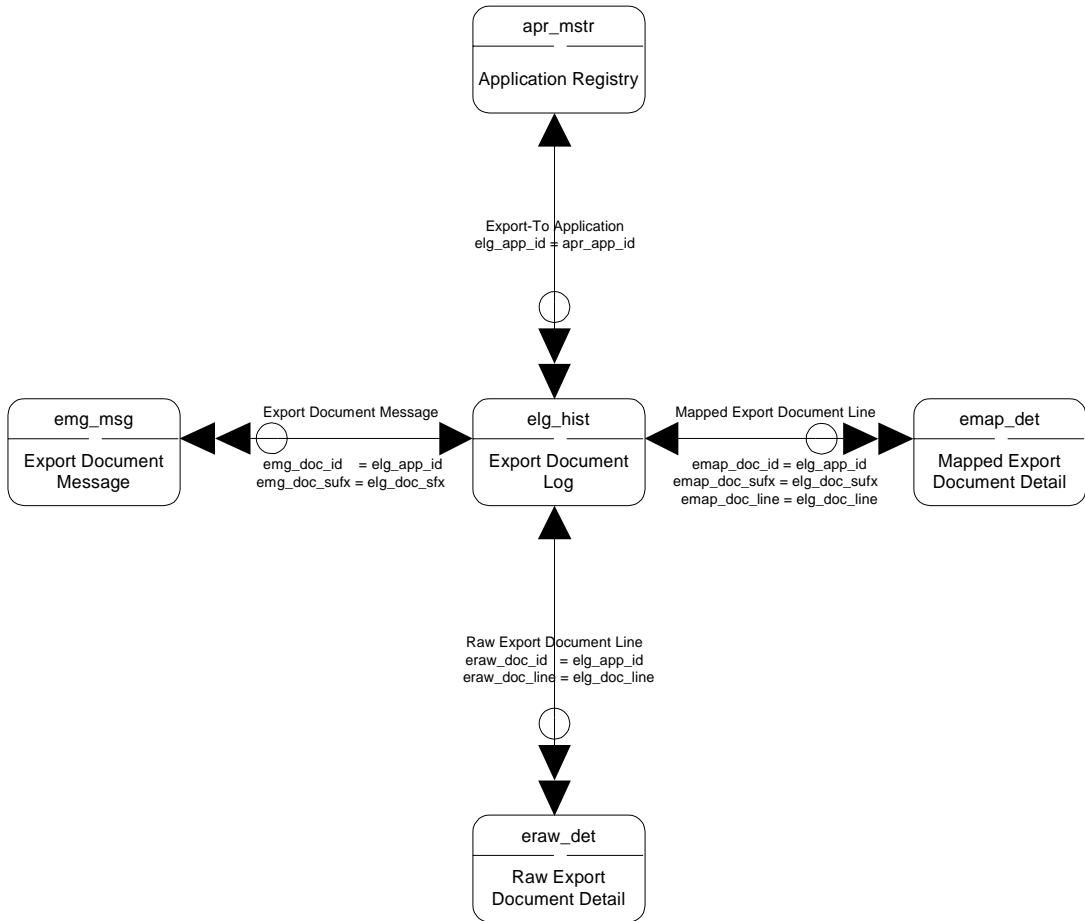 apr_mstr
Application Registry
Export-To Application
elg_app_id = apr_app_id
emg_msg
Export Document
Message
Export Document Message
emg_doc_id = elg_app_id
emg_doc_sufx = elg_doc_sfx
elg_hist
Export Document
Log
Mapped Export Document Line
emap_doc_id = elg_app_id
emap_doc_sufx = elg_doc_sufx
emap_doc_line = elg_doc_line
emap_det
Mapped Export
Document Detail
Raw Export Document Line
eraw_doc_id = elg_app_id
eraw_doc_line = elg_doc_line
eraw_det
Raw Export
Document Detail